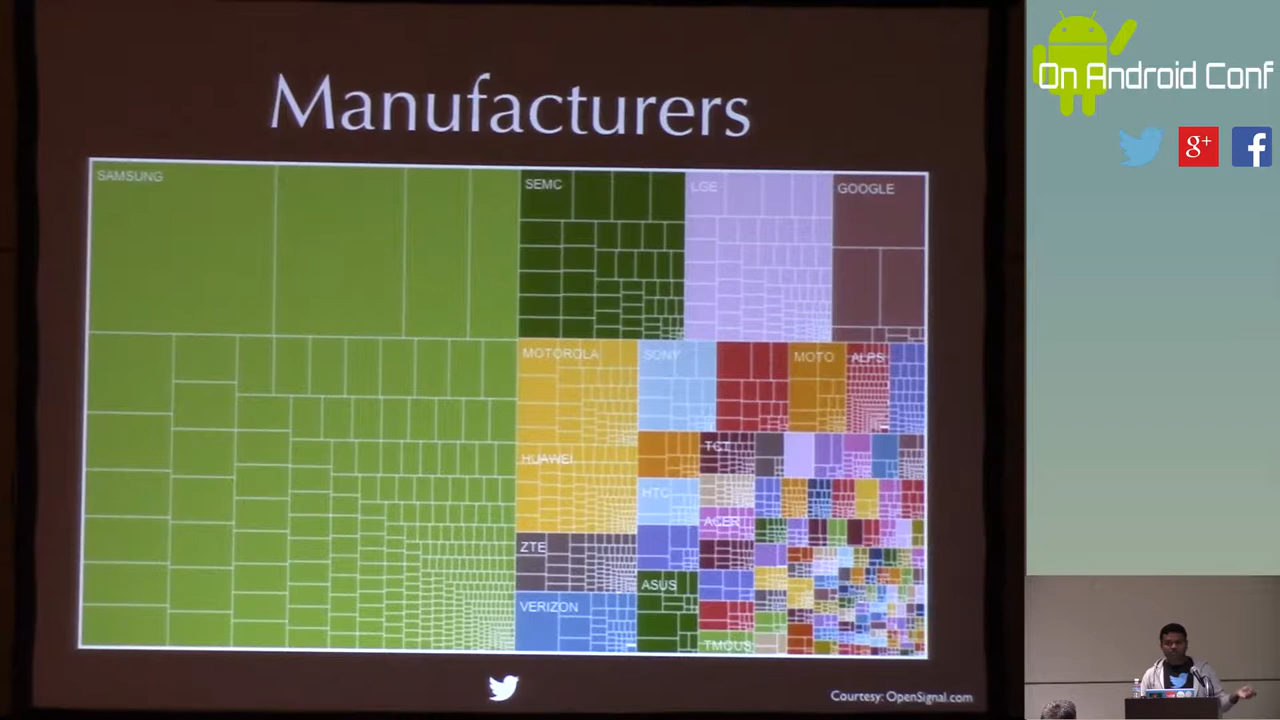 Manufacturers
SAMSUNG
SEMC
LGE
GOOGLE
MOTOROLA
SONY
MOTO
ALPS
HUAWEI
TCT
HTC
ACER
ZTE
ASUS
VERIZON
TMOUS
Courtesy: OpenSignal.com
On Android Conf
g+
f